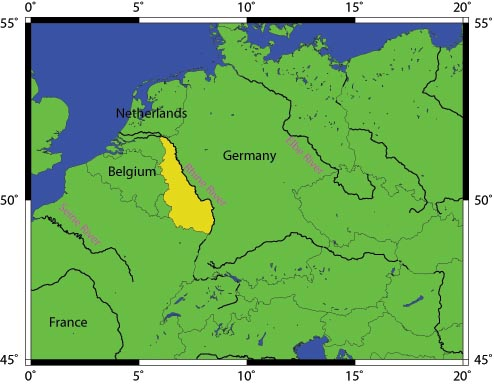 0° 5° 10° 15° 20°
55° 55°
Netherlands
Elbe River
Germany
Belgium
Rhine River
50° 50°
Seine River
France
45° 45°
0° 5° 10° 15° 20°